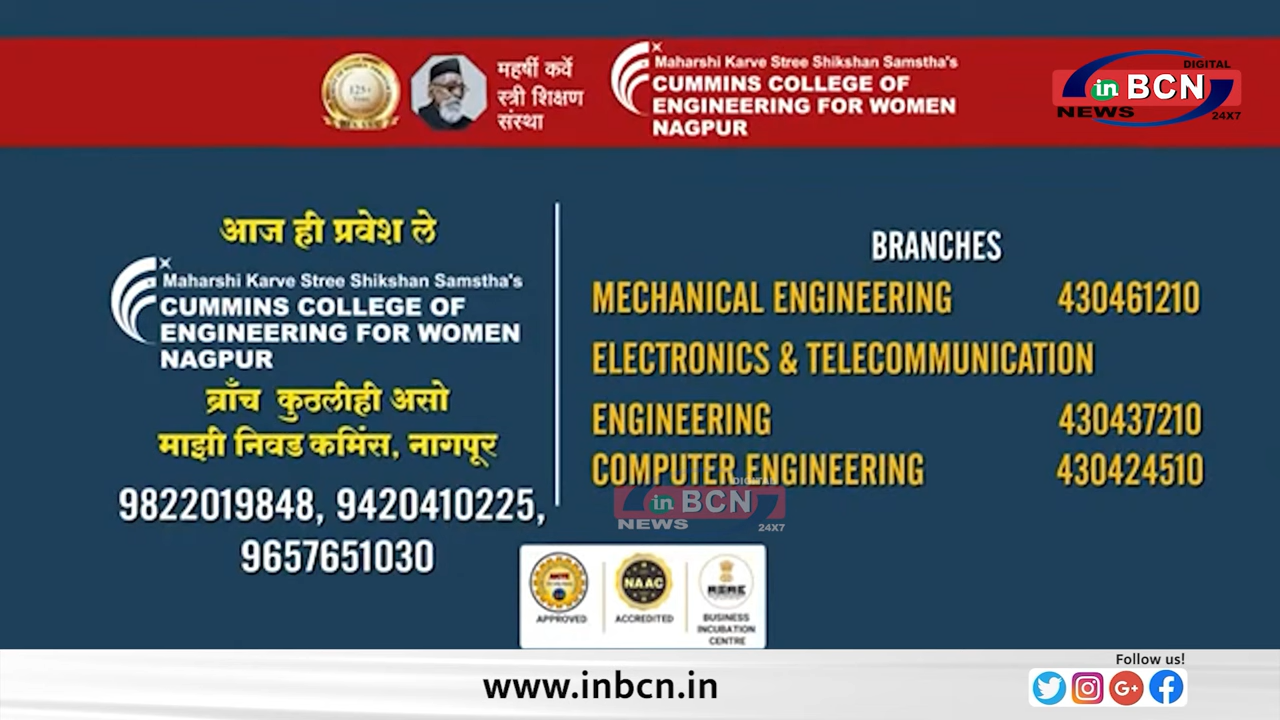 महर्षी कर्वे
स्त्री शिक्षण
संस्था
Maharshi Karve Stree Shikshan Samstha's
CUMMINS COLLEGE OF
ENGINEERING FOR WOMEN
NAGPUR
DIGITAL
in BCN
NEWS
24X7
125+
आज ही प्रवेश ले
Maharshi Karve Stree Shikshan Samstha's
CUMMINS COLLEGE OF
ENGINEERING FOR WOMEN
NAGPUR
ब्राँच कुठलीही असो
माझी निवड कमिंस, नागपूर
9822019848, 9420410225,
9657651030
BRANCHES
MECHANICAL ENGINEERING 430461210
ELECTRONICS & TELECOMMUNICATION
ENGINEERING 430437210
COMPUTER ENGINEERING 430424510
DIGITAL
in BCN
NEWS
24X7
AICTE
APPROVED
NAAC
ACCREDITED
BUSINESS
INCUBATION
CENTRE
Follow us!
www.inbcn.in